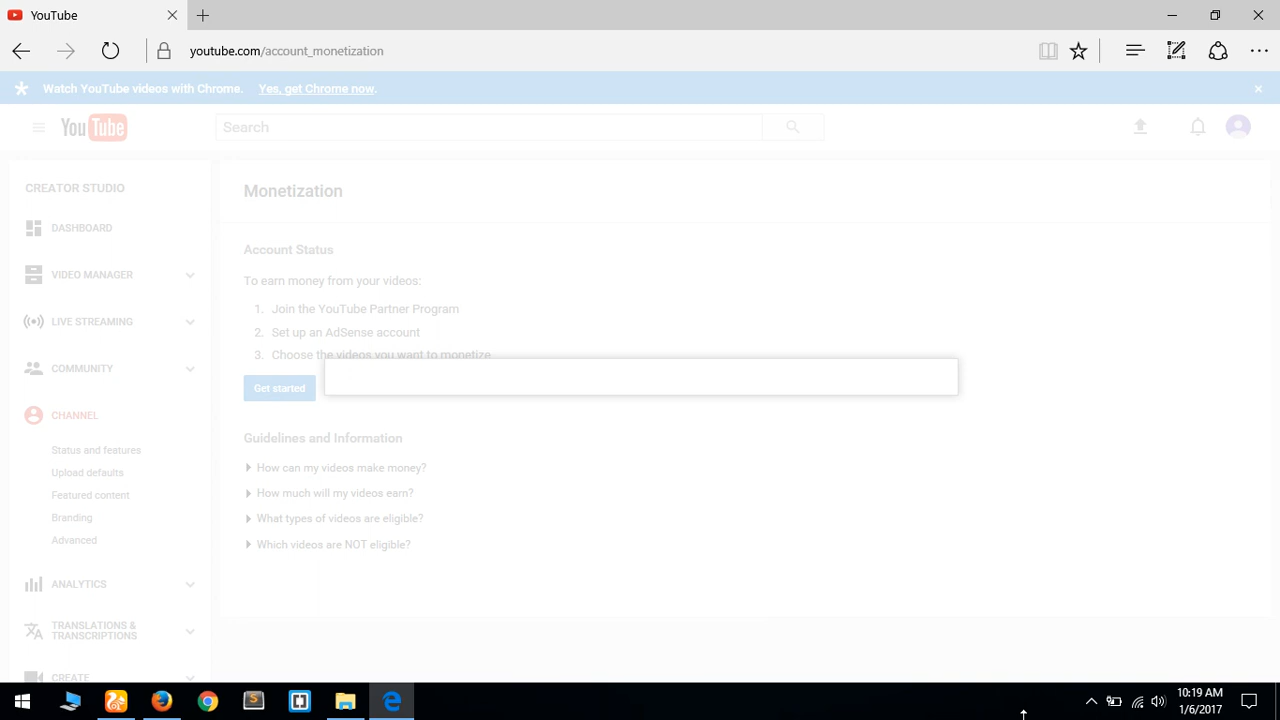 YouTube
youtube.com/account_monetization
Watch YouTube videos with Chrome. Yes, get Chrome now.
YouTube
Search
CREATOR STUDIO
DASHBOARD
VIDEO MANAGER
LIVE STREAMING
COMMUNITY
CHANNEL
Status and features
Upload defaults
Featured content
Branding
Advanced
ANALYTICS
TRANSLATIONS &
TRANSCRIPTIONS
CREATE
Monetization
Account Status
To earn money from your videos:
1. Join the YouTube Partner Program
2. Set up an AdSense account
3. Choose the videos you want to monetize
Get started
Guidelines and Information
How can my videos make money?
How much will my videos earn?
What types of videos are eligible?
Which videos are NOT eligible?
S
10:19 AM
1/6/2017